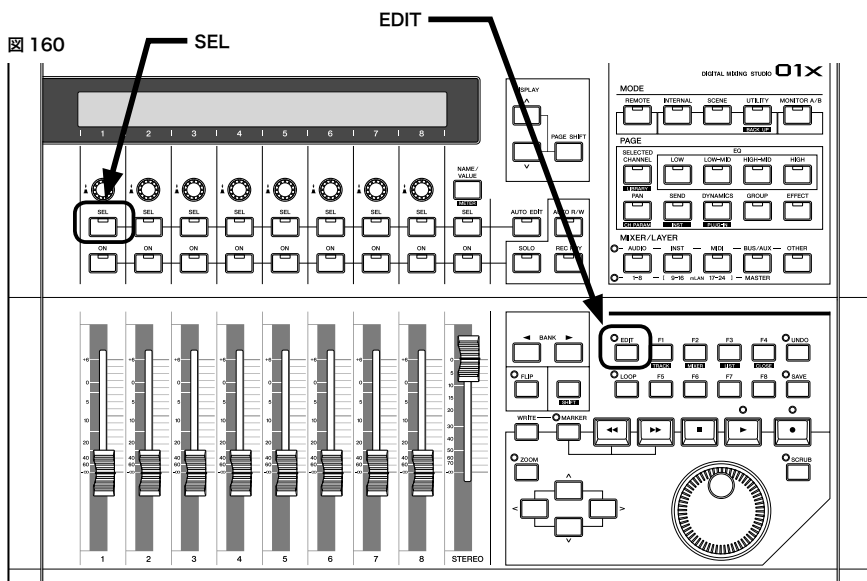 図 160
SEL
EDIT
DISPLAY
PAGE SHIFT
DIGITAL MIXING STUDIO 01x
MODE
REMOTE INTERNAL SCENE UTILITY MONITOR A/B
BACK UP
PAGE
SELECTED CHANNEL EQ
LOW LOW-MID HIGH-MID HIGH
LIBRARY
PAN SEND DYNAMICS GROUP EFFECT
CH PARAM INST PLUG-IN
MIXER/LAYER
AUDIO INST MIDI BUS/AUX OTHER
1-8 [ 9-16 mLAN 17-24 ] MASTER
1 2 3 4 5 6 7 8
NAME/VALUE
METER
SEL SEL SEL SEL SEL SEL SEL SEL SEL AUTO EDIT AUTO R/W
ON ON ON ON ON ON ON ON ON SOLO REC RDY
BANK
FLIP
SHIFT
EDIT F1 F2 F3 F4 UNDO
TRACK MIXER LIST CLOSE
LOOP F5 F6 F7 F8 SAVE
WRITE MARKER
ZOOM
SCRUB
1 2 3 4 5 6 7 8 STEREO